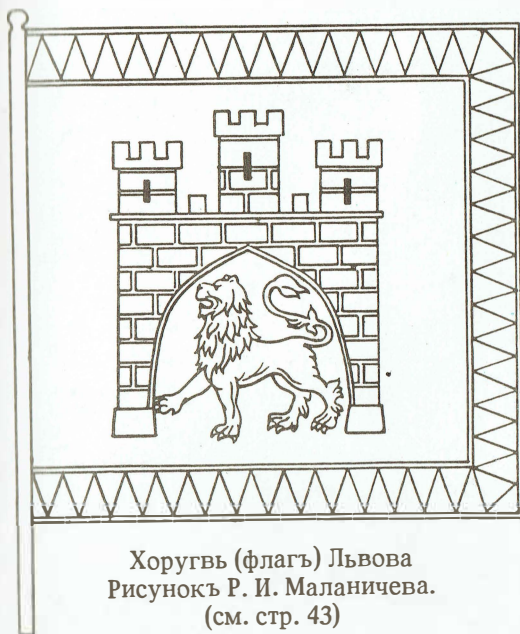 Хоругвь (флагъ) Львова
Рисунокъ Р. И. Маланичева.
(см. стр. 43)